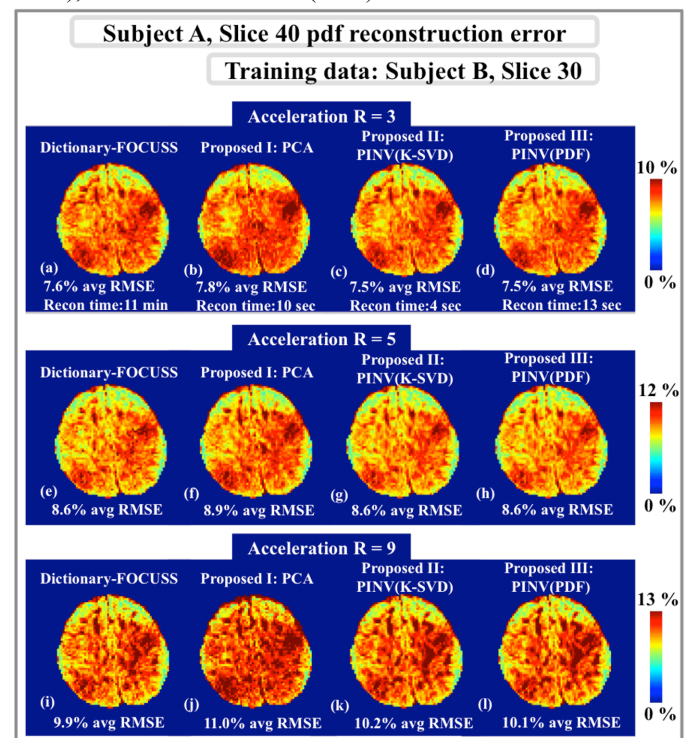 Subject A, Slice 40 pdf reconstruction error
Training data: Subject B, Slice 30
Acceleration R = 3
Dictionary-FOCUSS
Proposed I: PCA
Proposed II:
PINV(K-SVD)
Proposed III:
PINV(PDF)
10 %
0 %
(a)
(b)
(c)
(d)
7.6% avg RMSE
7.8% avg RMSE
7.5% avg RMSE
7.5% avg RMSE
Recon time:11 min
Recon time:10 sec
Recon time:4 sec
Recon time:13 sec
Acceleration R = 5
Dictionary-FOCUSS
Proposed I: PCA
Proposed II:
PINV(K-SVD)
Proposed III:
PINV(PDF)
12 %
0 %
(e)
(f)
(g)
(h)
8.6% avg RMSE
8.9% avg RMSE
8.6% avg RMSE
8.6% avg RMSE
Acceleration R = 9
Dictionary-FOCUSS
Proposed I: PCA
Proposed II:
PINV(K-SVD)
Proposed III:
PINV(PDF)
13 %
0 %
(i)
(j)
(k)
(l)
9.9% avg RMSE
11.0% avg RMSE
10.2% avg RMSE
10.1% avg RMSE